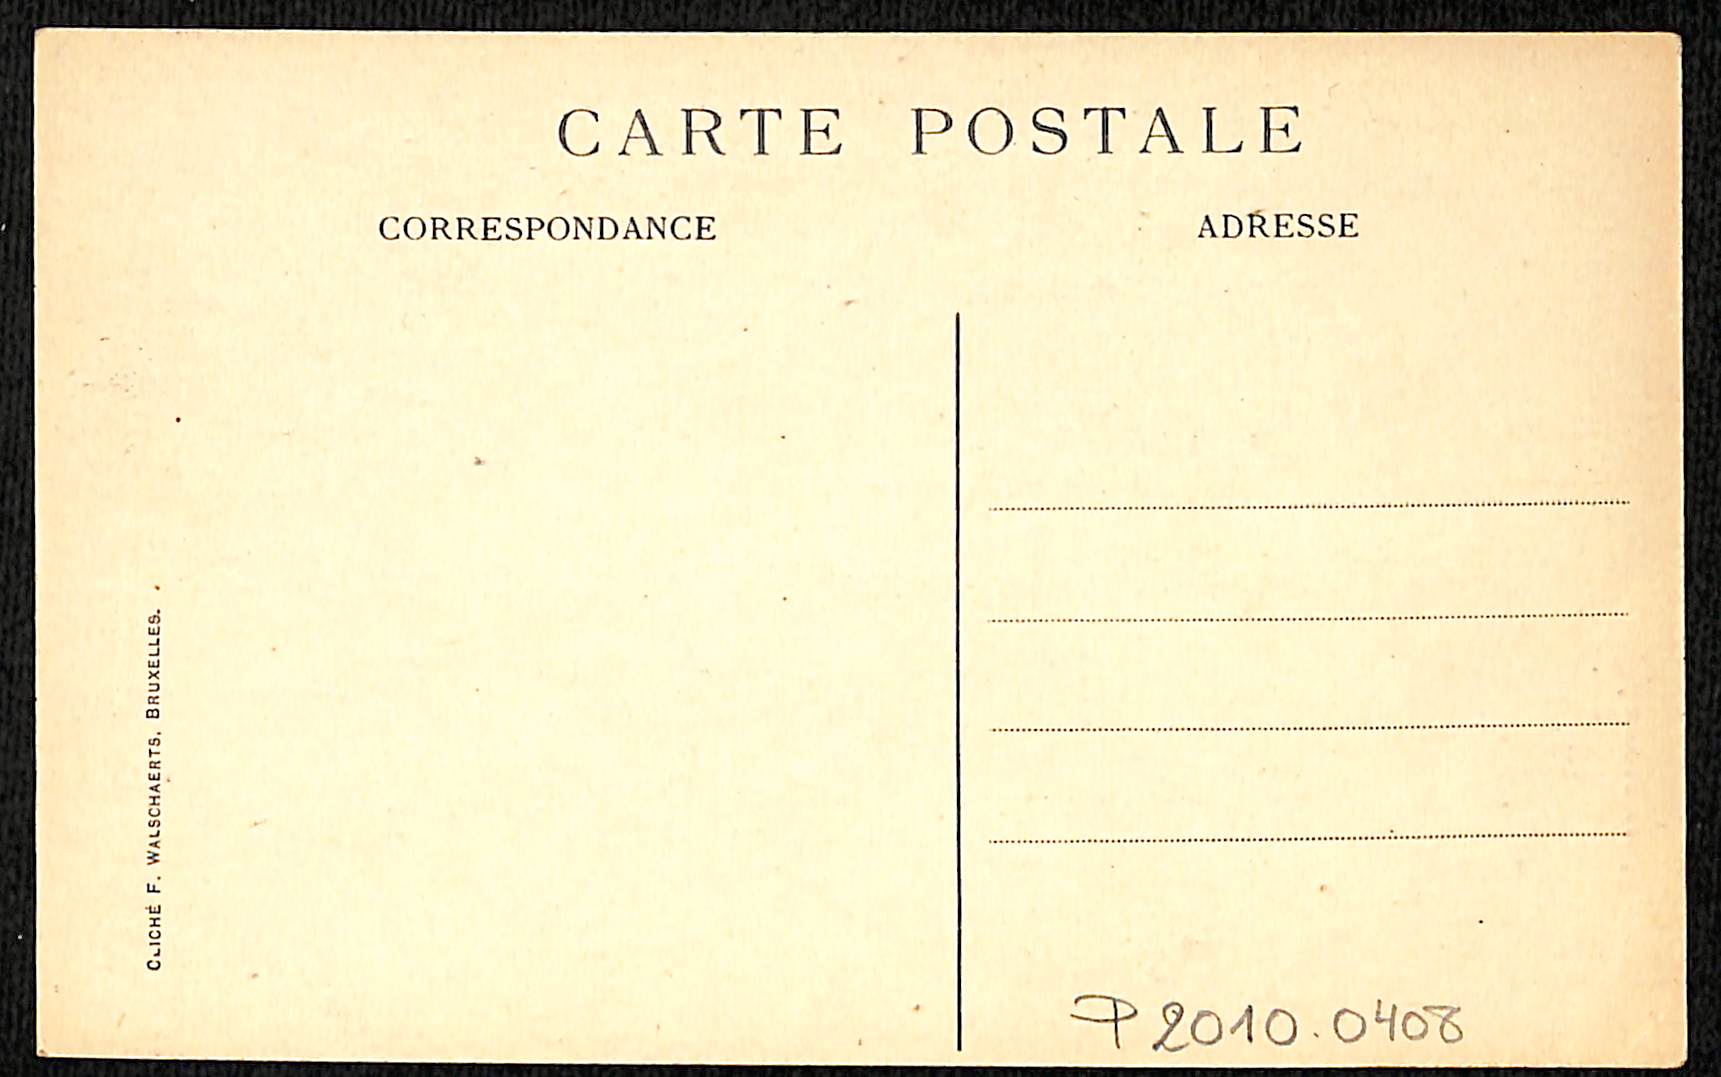 CARTE POSTALE
CORRESPONDANCE
ADRESSE
CLICHÉ F. WALSCHAERTS, BRUXELLES.
P2010.0408